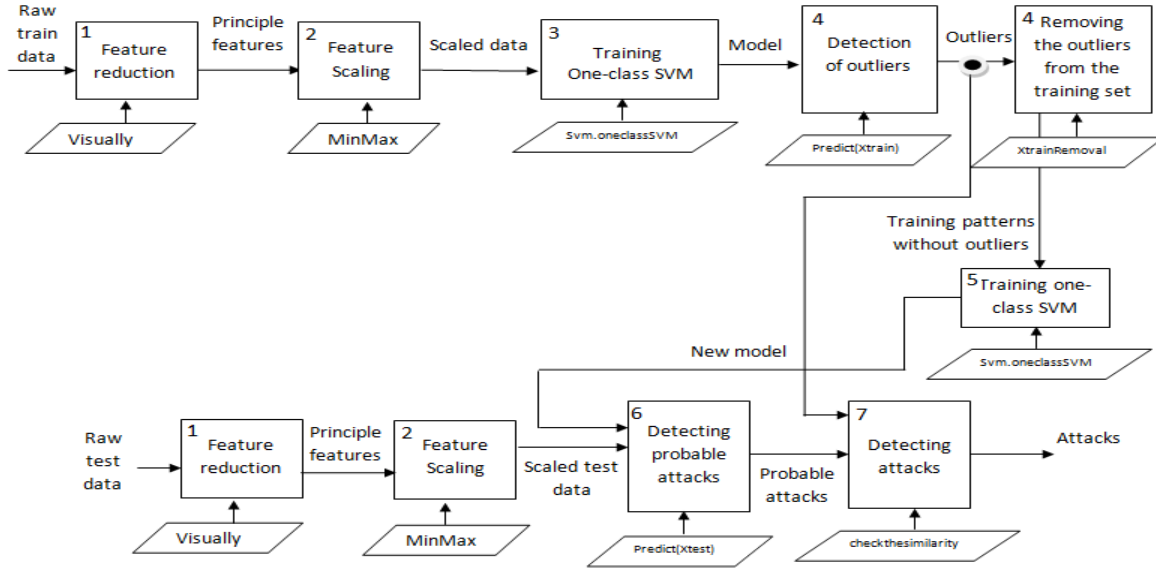 Raw
train
data
1
Feature
reduction
Visually
Principle
features
2
Feature
Scaling
MinMax
Scaled data
3
Training
One-class SVM
Svm.oneclassSVM
Model
4
Detection
of outliers
Predict(Xtrain)
Outliers
4
Removing
the outliers
from the
training set
XtrainRemoval
Training patterns
without outliers
5
Training one-
class SVM
Svm.oneclassSVM
New model
Raw
test
data
1
Feature
reduction
Visually
Principle
features
2
Feature
Scaling
MinMax
Scaled test
data
6
Detecting
probable
attacks
Predict(Xtest)
Probable
attacks
7
Detecting
attacks
checkthesimilarity
Attacks